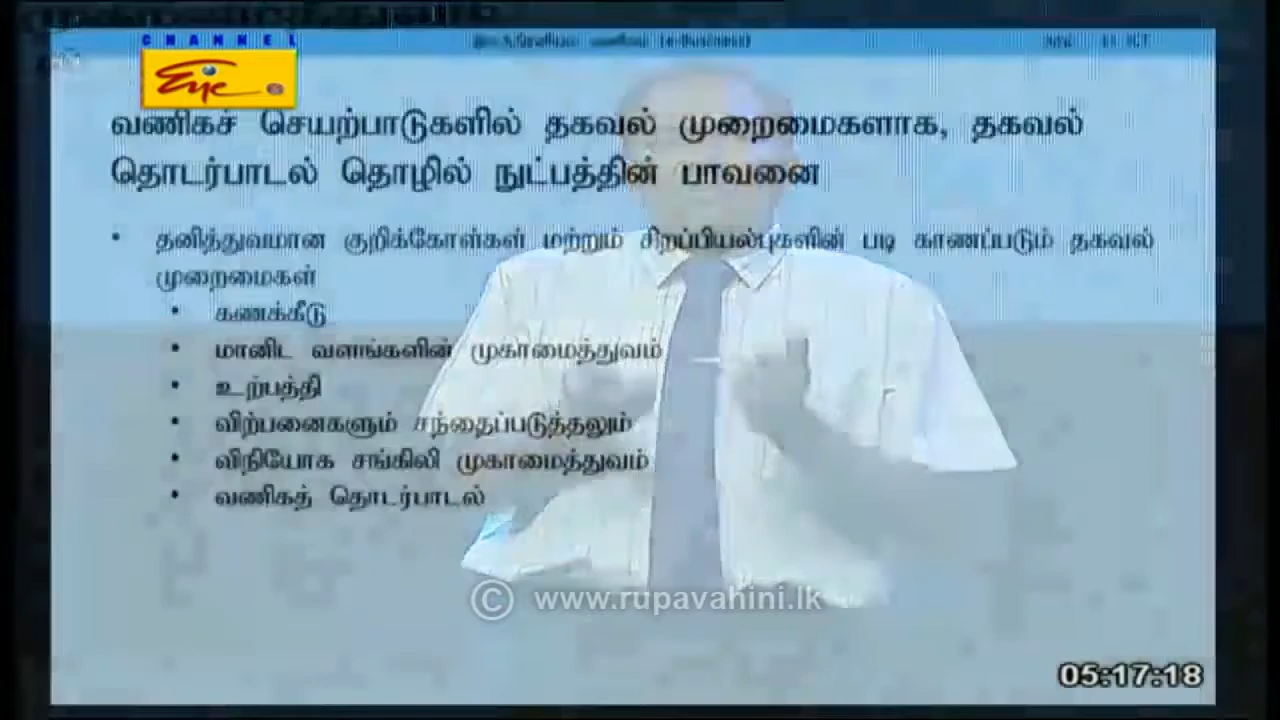 CHANNEL
Eye
வணிகச் செயற்பாடுகளில் தகவல் முறைமைகளாக, தகவல்
தொடர்பாடல் தொழில் நுட்பத்தின் பாவனை
• தனித்துவமான குறிக்கோள்கள் மற்றும் சிறப்பியல்புகளின் படி காணப்படும் தகவல்
முறைமைகள்
• கணக்கீடு
• மானிட வளங்களின் முகாமைத்துவம்
• உற்பத்தி
• விற்பனைகளும் சந்தைப்படுத்தலும்
• விநியோக சங்கிலி முகாமைத்துவம்
• வணிகத் தொடர்பாடல்
© www.rupavahini.lk
05:17:18